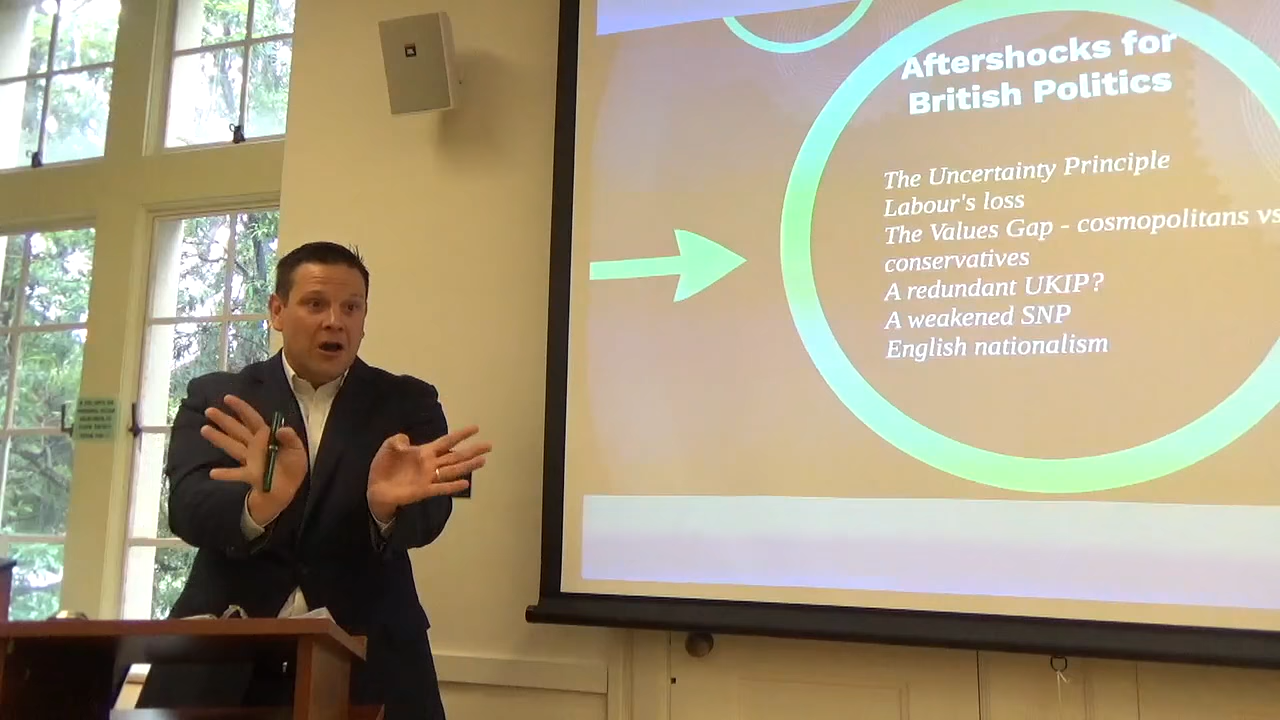 Aftershocks for
British Politics
The Uncertainty Principle
Labour's loss
The Values Gap - cosmopolitans vs
conservatives
A redundant UKIP?
A weakened SNP
English nationalism
JBL